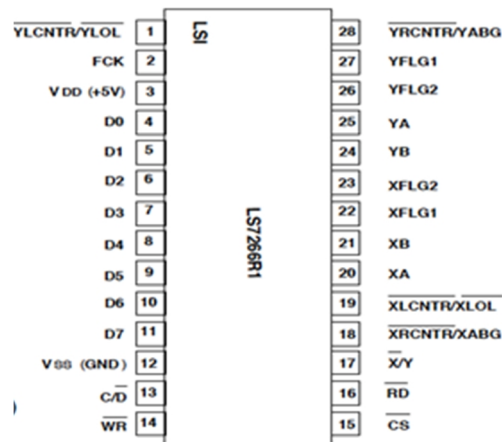 YLCNTR/YLOL 1 LSI 28 YRCNTR/YABG
FCK 2 27 YFLG1
VDD (+5V) 3 26 YFLG2
D0 4 25 YA
D1 5 24 YB
D2 6 23 XFLG2
D3 7 22 XFLG1
D4 8 21 XB
D5 9 20 XA
D6 10 19 XLCNTR/XLOL
D7 11 18 XRCNTR/XABG
VSS (GND) 12 17 X/Y
C/D 13 16 RD
WR 14 15 CS
LS7266R1